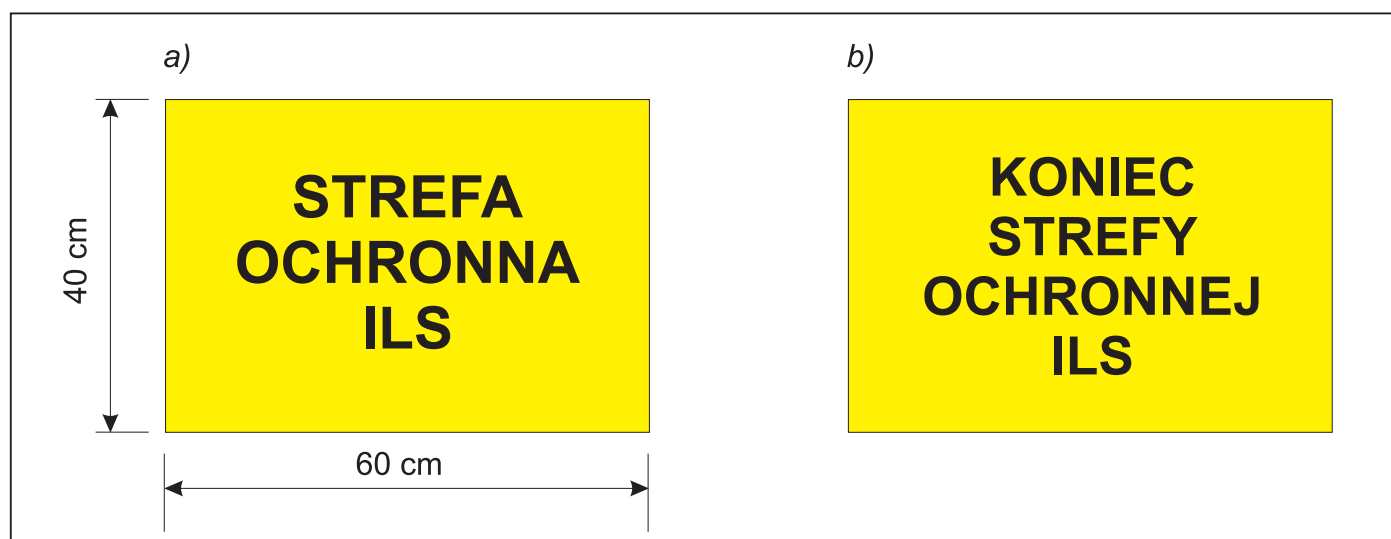 a)
STREFA
OCHRONNA
ILS
40 cm
60 cm
b)
KONIEC
STREFY
OCHRONNEJ
ILS